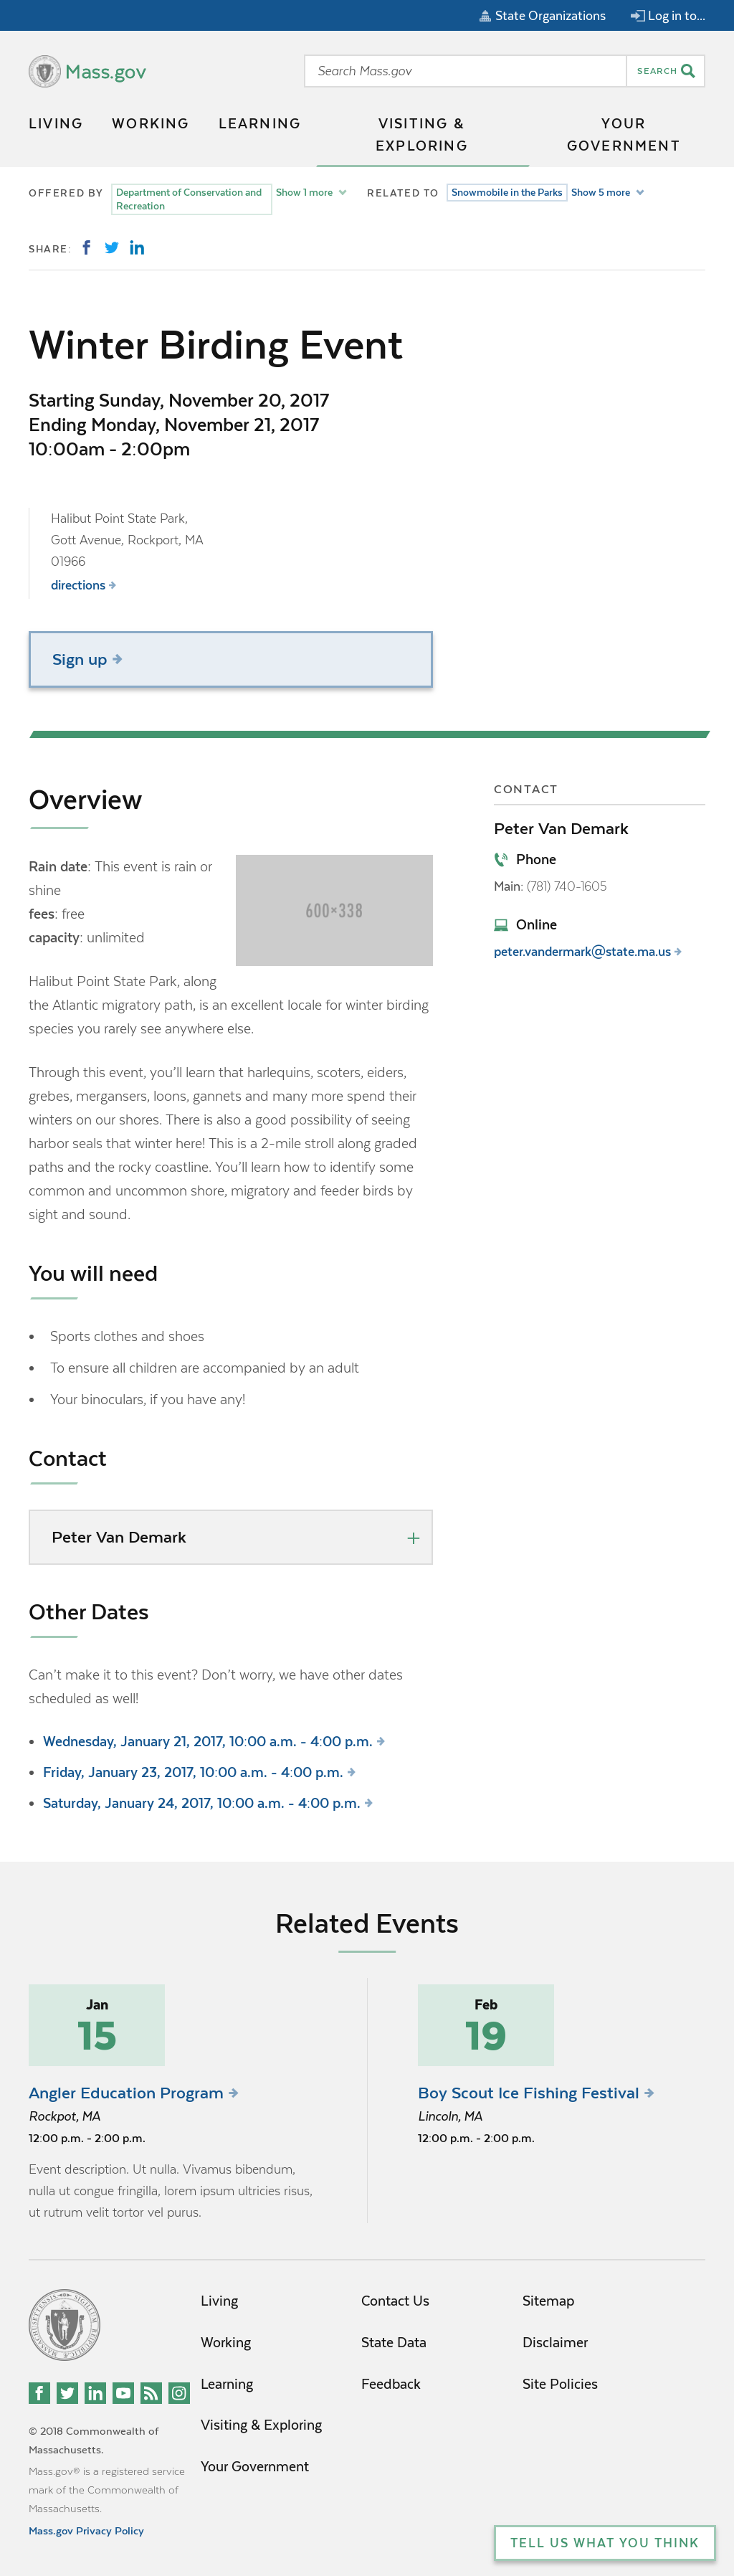 State Organizations
Log in to...
Mass.gov
Search Mass.gov
SEARCH
LIVING
WORKING
LEARNING
VISITING &
EXPLORING
YOUR
GOVERNMENT
OFFERED BY
Department of Conservation and
Recreation
Show 1 more
RELATED TO
Snowmobile in the Parks
Show 5 more
SHARE:
Winter Birding Event
Starting Sunday, November 20, 2017
Ending Monday, November 21, 2017
10:00am - 2:00pm
Halibut Point State Park,
Gott Avenue, Rockport, MA
01966
directions
Sign up
Overview
Rain date: This event is rain or
shine
fees: free
capacity: unlimited
600×338
Halibut Point State Park, along
the Atlantic migratory path, is an excellent locale for winter birding
species you rarely see anywhere else.
Through this event, you’ll learn that harlequins, scoters, eiders,
grebes, mergansers, loons, gannets and many more spend their
winters on our shores. There is also a good possibility of seeing
harbor seals that winter here! This is a 2-mile stroll along graded
paths and the rocky coastline. You’ll learn how to identify some
common and uncommon shore, migratory and feeder birds by
sight and sound.
You will need
• Sports clothes and shoes
• To ensure all children are accompanied by an adult
• Your binoculars, if you have any!
Contact
Peter Van Demark
Other Dates
Can’t make it to this event? Don’t worry, we have other dates
scheduled as well!
• Wednesday, January 21, 2017, 10:00 a.m. - 4:00 p.m.
• Friday, January 23, 2017, 10:00 a.m. - 4:00 p.m.
• Saturday, January 24, 2017, 10:00 a.m. - 4:00 p.m.
CONTACT
Peter Van Demark
Phone
Main: (781) 740-1605
Online
peter.vandermark@state.ma.us
Related Events
Jan
15
Angler Education Program
Rockpot, MA
12:00 p.m. - 2:00 p.m.
Event description. Ut nulla. Vivamus bibendum,
nulla ut congue fringilla, lorem ipsum ultricies risus,
ut rutrum velit tortor vel purus.
Feb
19
Boy Scout Ice Fishing Festival
Lincoln, MA
12:00 p.m. - 2:00 p.m.
Living
Working
Learning
Visiting & Exploring
Your Government
Contact Us
State Data
Feedback
Sitemap
Disclaimer
Site Policies
© 2018 Commonwealth of
Massachusetts.
Mass.gov® is a registered service
mark of the Commonwealth of
Massachusetts.
Mass.gov Privacy Policy
TELL US WHAT YOU THINK